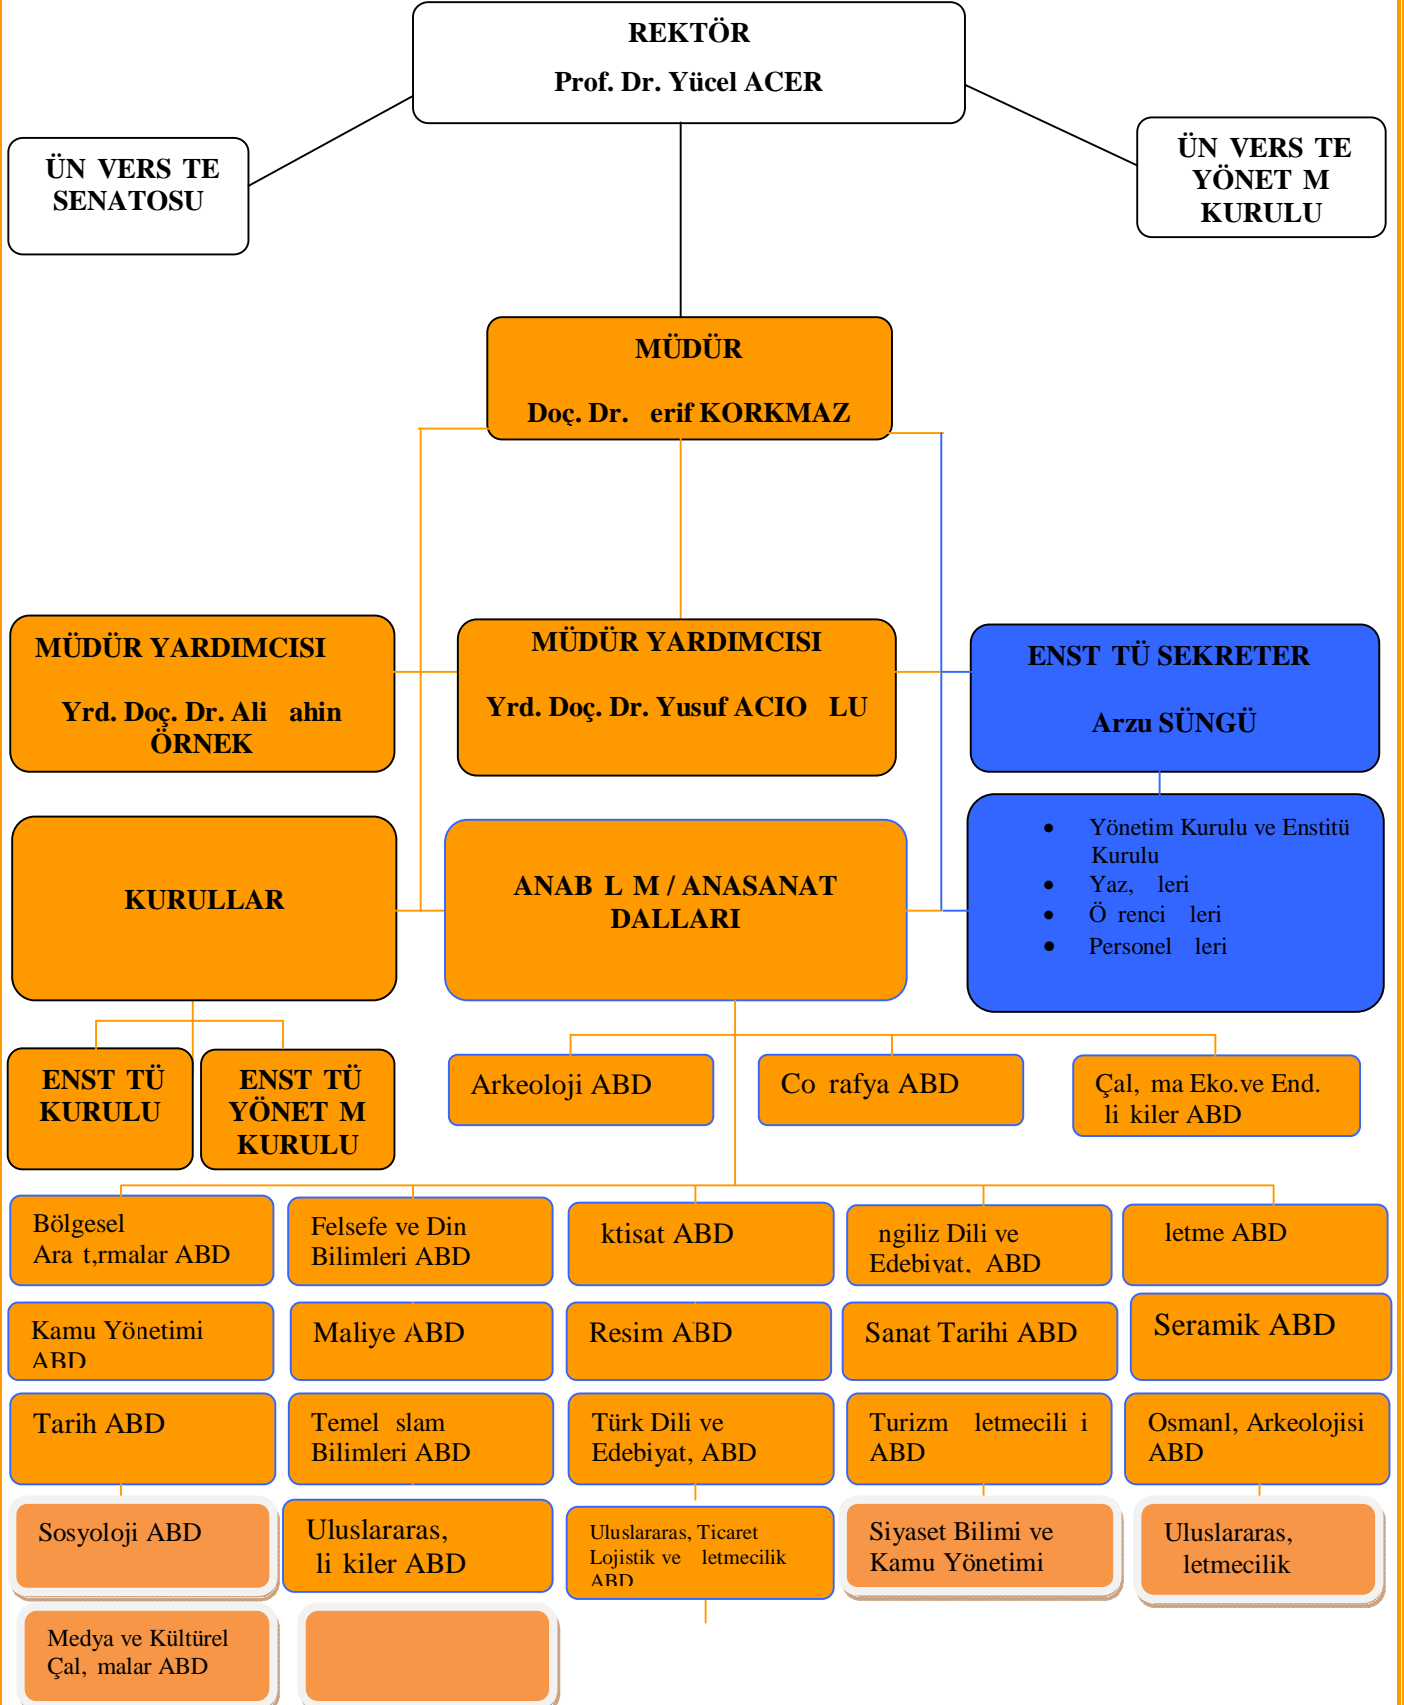 REKTÖR
Prof. Dr. Yücel ACER
ÜN VERS TE
SENATOSU
ÜN VERS TE
YÖNET M
KURULU
MÜDÜR
Doç. Dr. erif KORKMAZ
MÜDÜR YARDIMCISI
Yrd. Doç. Dr. Ali ahin
ÖRNEK
MÜDÜR YARDIMCISI
Yrd. Doç. Dr. Yusuf ACIO LU
ENST TÜ SEKRETER
Arzu SÜNGÜ
KURULLAR
ANAB L M / ANASANAT
DALLARI
• Yönetim Kurulu ve Enstitü
Kurulu
• Yaz, leri
• Ö renci leri
• Personel leri
ENST TÜ
KURULU
ENST TÜ
YÖNET M
KURULU
Arkeoloji ABD
Co rafya ABD
Çal, ma Eko.ve End.
li kiler ABD
Bölgesel
Ara t,rmalar ABD
Felsefe ve Din
Bilimleri ABD
ktisat ABD
ngiliz Dili ve
Edebiyat, ABD
letme ABD
Kamu Yönetimi
ABD
Maliye ABD
Resim ABD
Sanat Tarihi ABD
Seramik ABD
Tarih ABD
Temel slam
Bilimleri ABD
Türk Dili ve
Edebiyat, ABD
Turizm letmecili i
ABD
Osmanl, Arkeolojisi
ABD
Sosyoloji ABD
Uluslararas,
li kiler ABD
Uluslararas, Ticaret
Lojistik ve letmecilik
ABD
Siyaset Bilimi ve
Kamu Yönetimi
Uluslararas,
letmecilik
Medya ve Kültürel
Çal, malar ABD